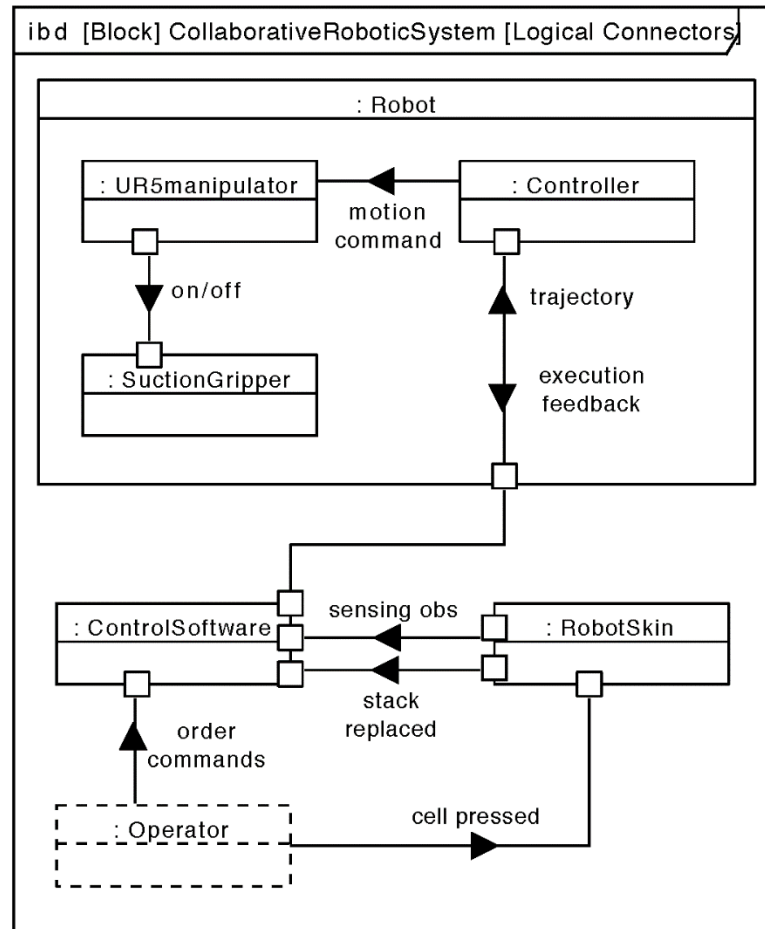 ibd [Block] CollaborativeRoboticSystem [Logical Connectors]
: Robot
: UR5manipulator
: Controller
motion
command
on/off
trajectory
: SuctionGripper
execution
feedback
: ControlSoftware
sensing obs
: RobotSkin
stack
replaced
order
commands
: Operator
cell pressed